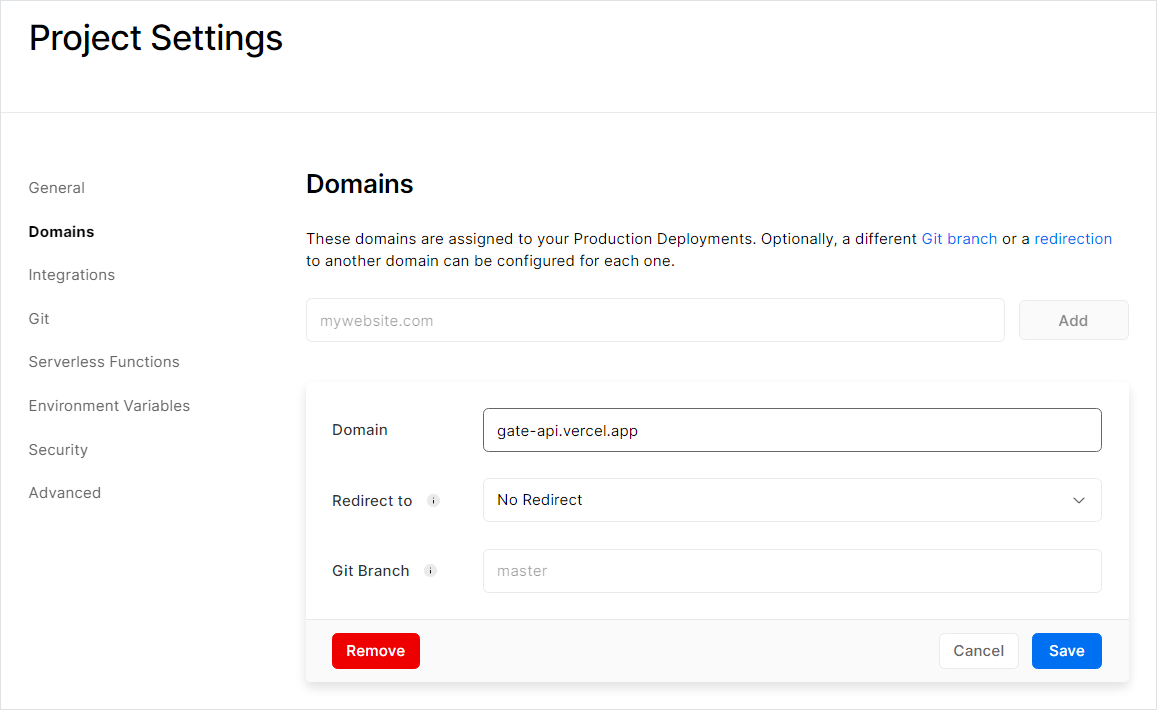 Project Settings
General
Domains
Integrations
Git
Serverless Functions
Environment Variables
Security
Advanced
Domains
These domains are assigned to your Production Deployments. Optionally, a different Git branch or a redirection
to another domain can be configured for each one.
mywebsite.com
Add
Domain
gate-api.vercel.app
Redirect to
No Redirect
Git Branch
master
Remove
Cancel
Save